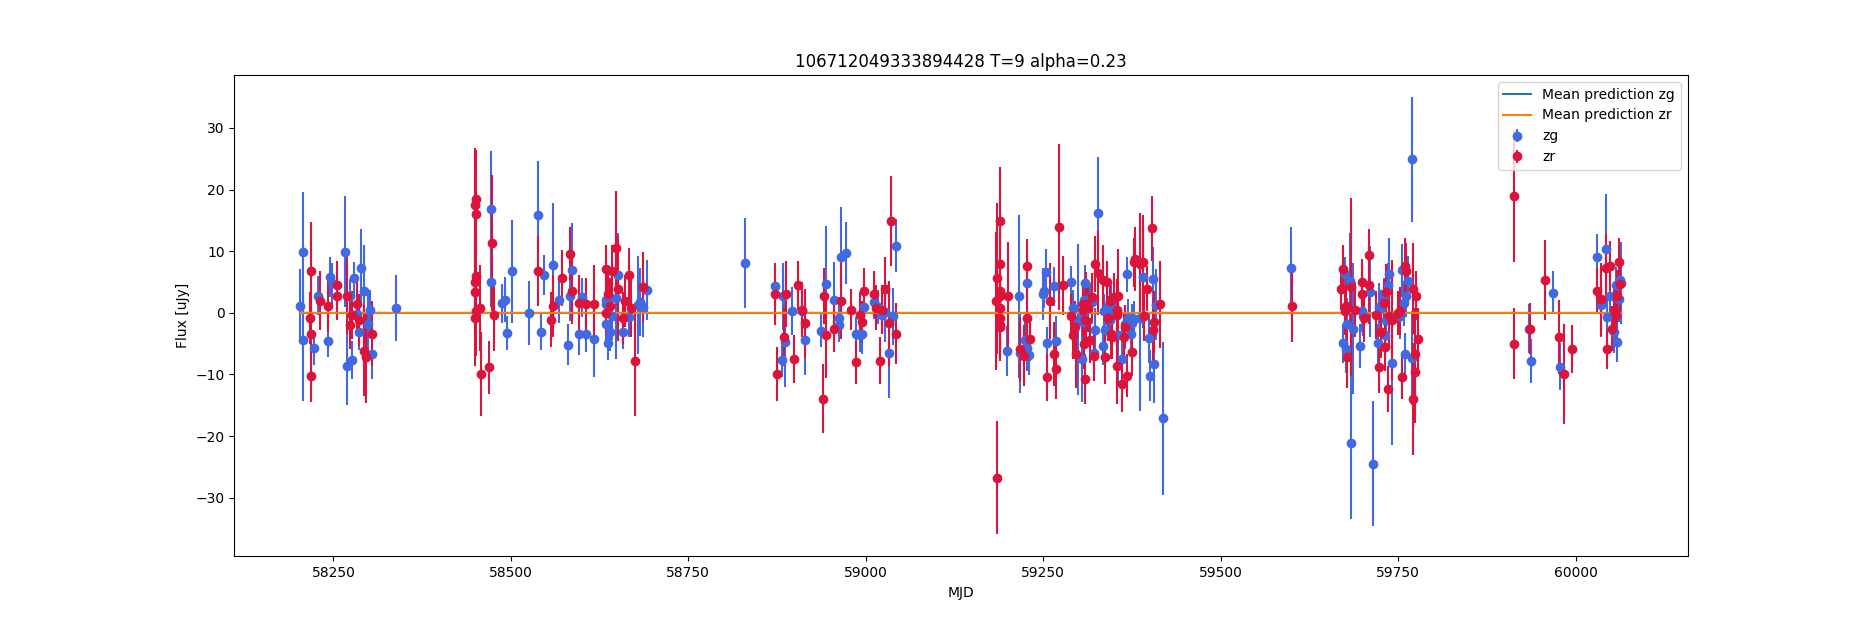 106712049333894428 T=9 alpha=0.23
Mean prediction zg
Mean prediction zr
zg
zr
Flux [uJy]
30
20
10
0
−10
−20
−30
58250 58500 58750 59000 59250 59500 59750 60000
MJD